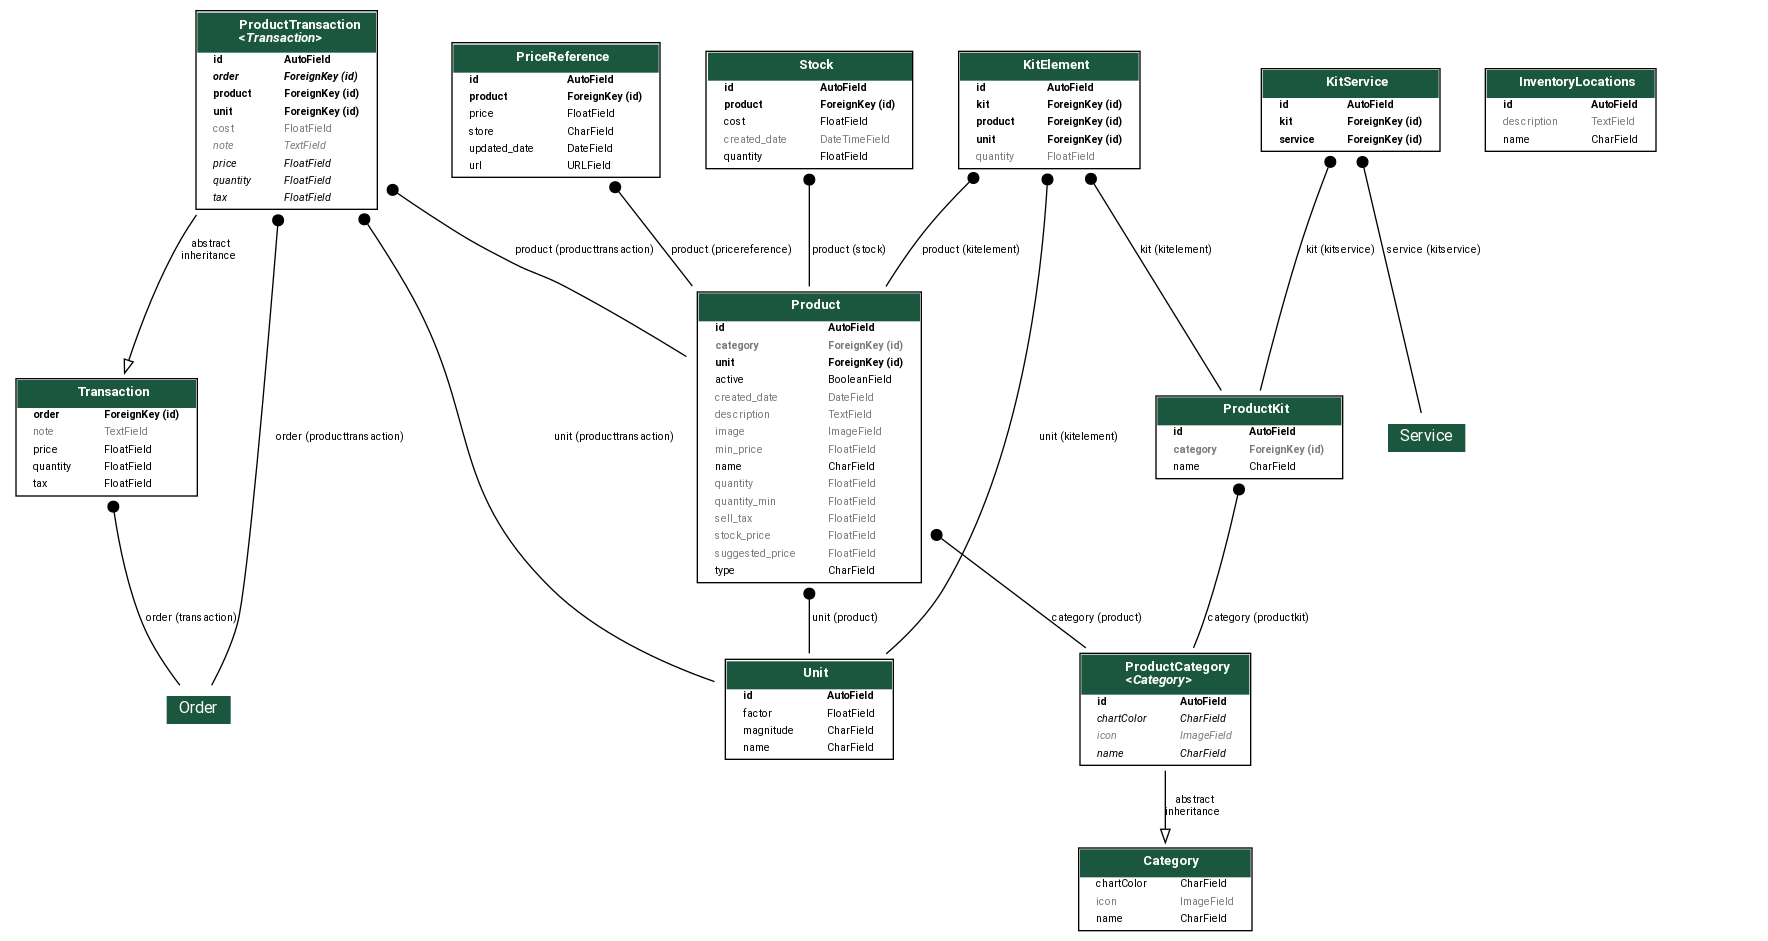 ProductTransaction
<Transaction>
id AutoField
order ForeignKey (id)
product ForeignKey (id)
unit ForeignKey (id)
cost FloatField
note TextField
price FloatField
quantity FloatField
tax FloatField
PriceReference
id AutoField
product ForeignKey (id)
price FloatField
store CharField
updated_date DateField
url URLField
Stock
id AutoField
product ForeignKey (id)
cost FloatField
created_date DateTimeField
quantity FloatField
KitElement
id AutoField
kit ForeignKey (id)
product ForeignKey (id)
unit ForeignKey (id)
quantity FloatField
KitService
id AutoField
kit ForeignKey (id)
service ForeignKey (id)
InventoryLocations
id AutoField
description TextField
name CharField
abstract
inheritance
product (producttransaction)
product (pricereference)
product (stock)
product (kitelement)
kit (kitelement)
kit (kitservice)
service (kitservice)
Transaction
order ForeignKey (id)
note TextField
price FloatField
quantity FloatField
tax FloatField
order (producttransaction)
unit (producttransaction)
Product
id AutoField
category ForeignKey (id)
unit ForeignKey (id)
active BooleanField
created_date DateField
description TextField
image ImageField
min_price FloatField
name CharField
quantity FloatField
quantity_min FloatField
sell_tax FloatField
stock_price FloatField
suggested_price FloatField
type CharField
unit (kitelement)
ProductKit
id AutoField
category ForeignKey (id)
name CharField
Service
order (transaction)
unit (product)
category (product)
category (productkit)
Order
Unit
id AutoField
factor FloatField
magnitude CharField
name CharField
ProductCategory
<Category>
id AutoField
chartColor CharField
icon ImageField
name CharField
abstract
inheritance
Category
chartColor CharField
icon ImageField
name CharField